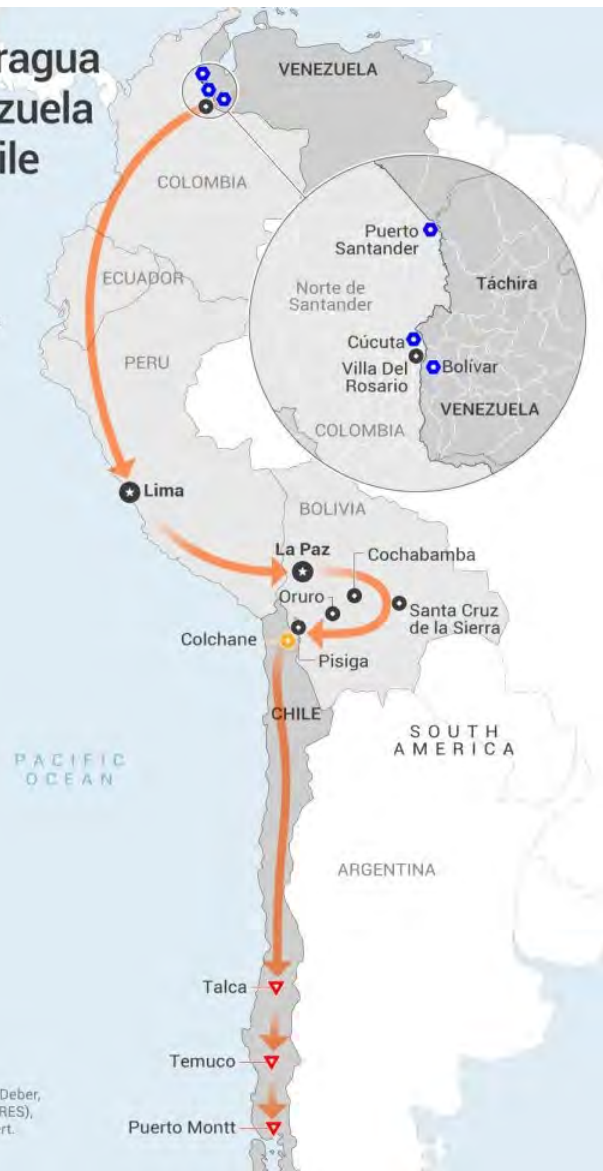 ragua
zuela
ile
VENEZUELA
COLOMBIA
ECUADOR
PERU
Puerto
Santander
Táchira
Norte de
Santander
Cúcuta
Villa Del
Rosario
Bolívar
VENEZUELA
COLOMBIA
Lima
BOLIVIA
La Paz
Cochabamba
Oruro
Santa Cruz
de la Sierra
Colchane
Pisiga
CHILE
SOUTH
AMERICA
PACIFIC
OCEAN
ARGENTINA
Talca
Temuco
Deber,
RES),
rt.
Puerto Montt